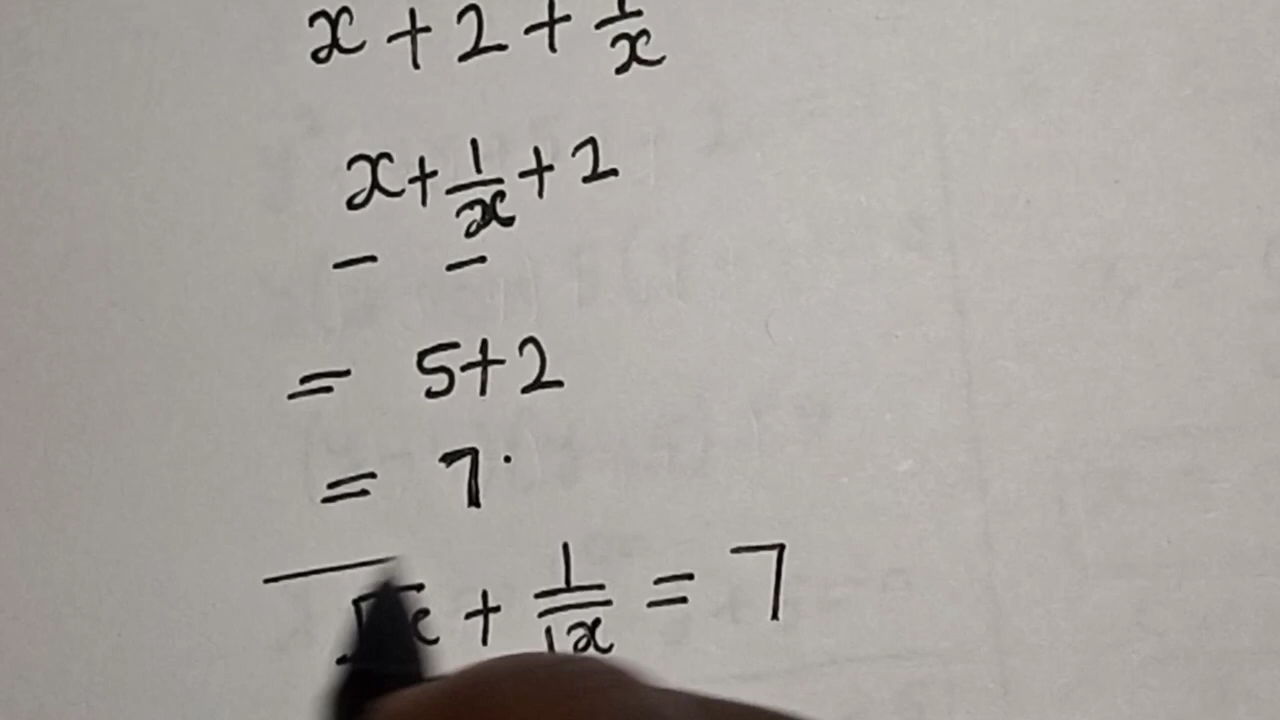 x + 2 + 1/x
x + 1/x + 2
- -
= 5+2
= 7.
√x + 1/√x = 7